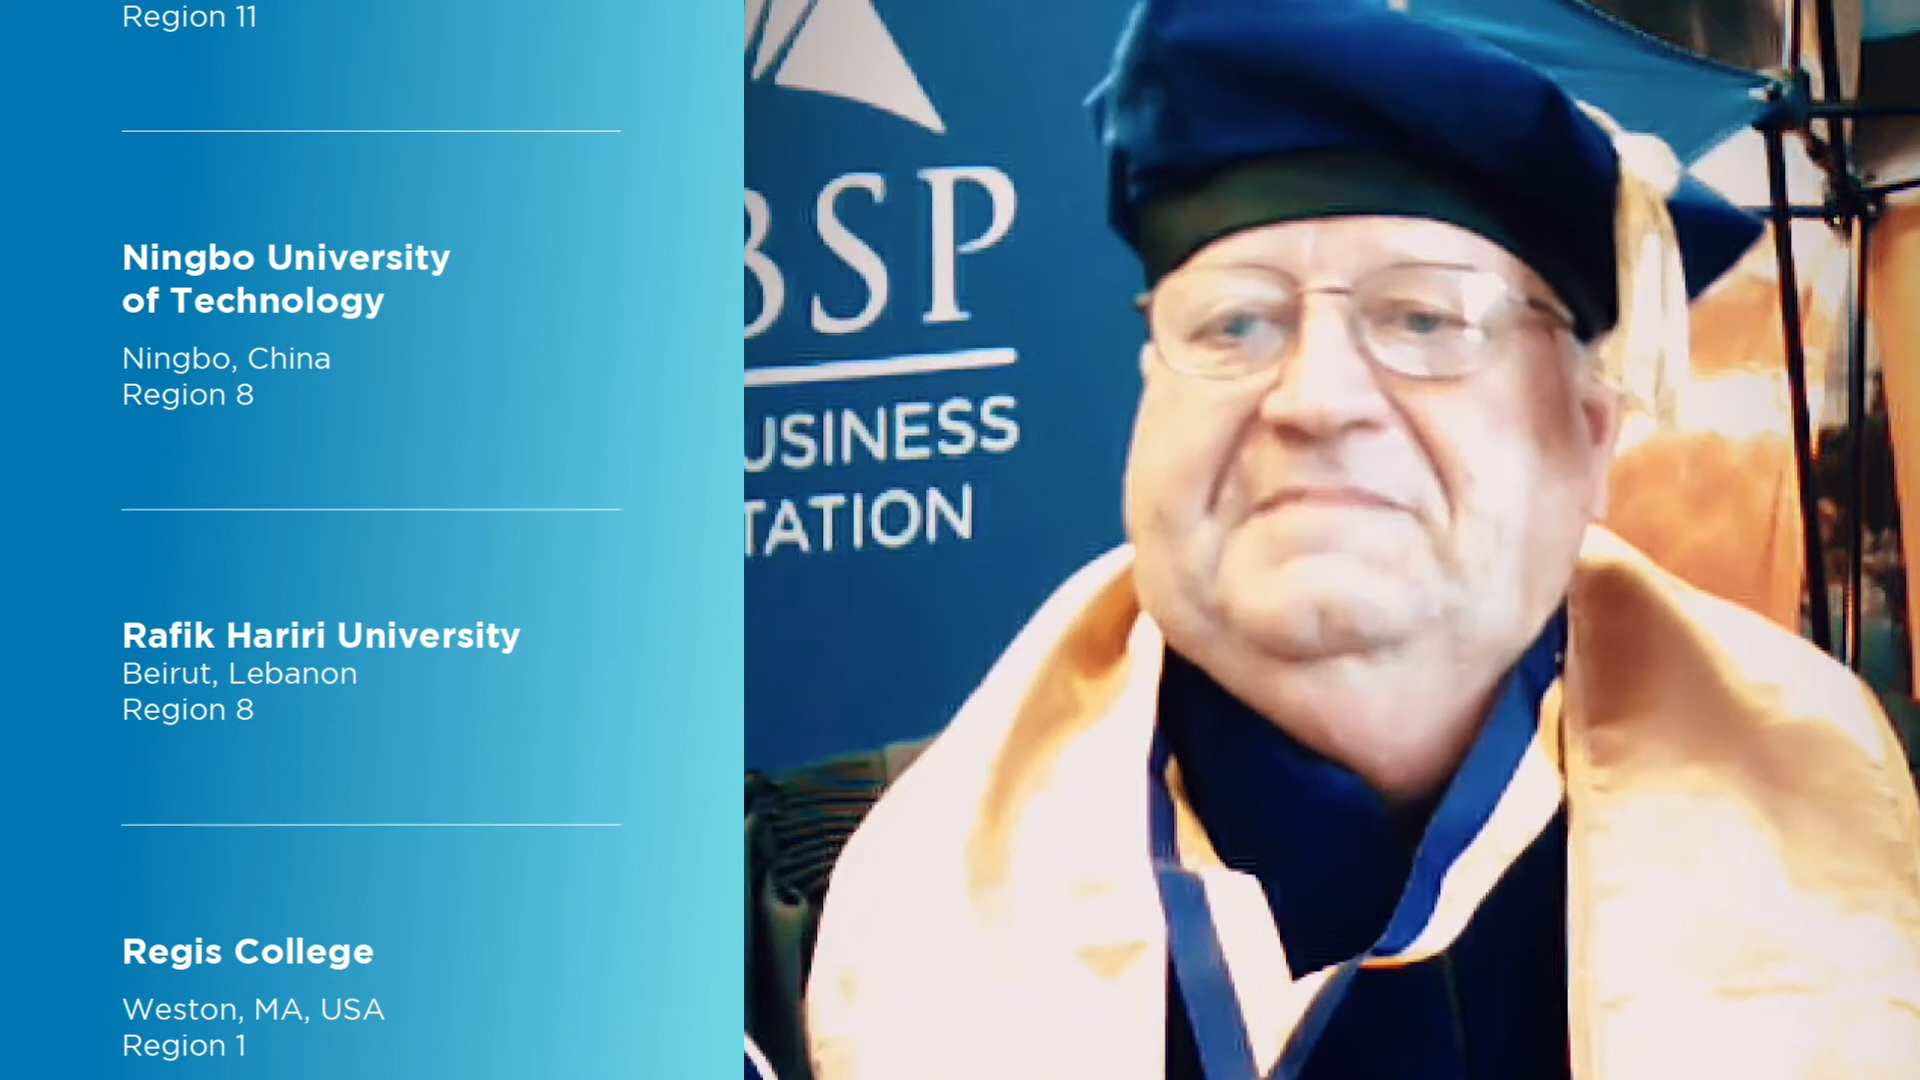 Region 11
Ningbo University
of Technology
Ningbo, China
Region 8
Rafik Hariri University
Beirut, Lebanon
Region 8
Regis College
Weston, MA, USA
Region 1
BSP
USINESS
TATION